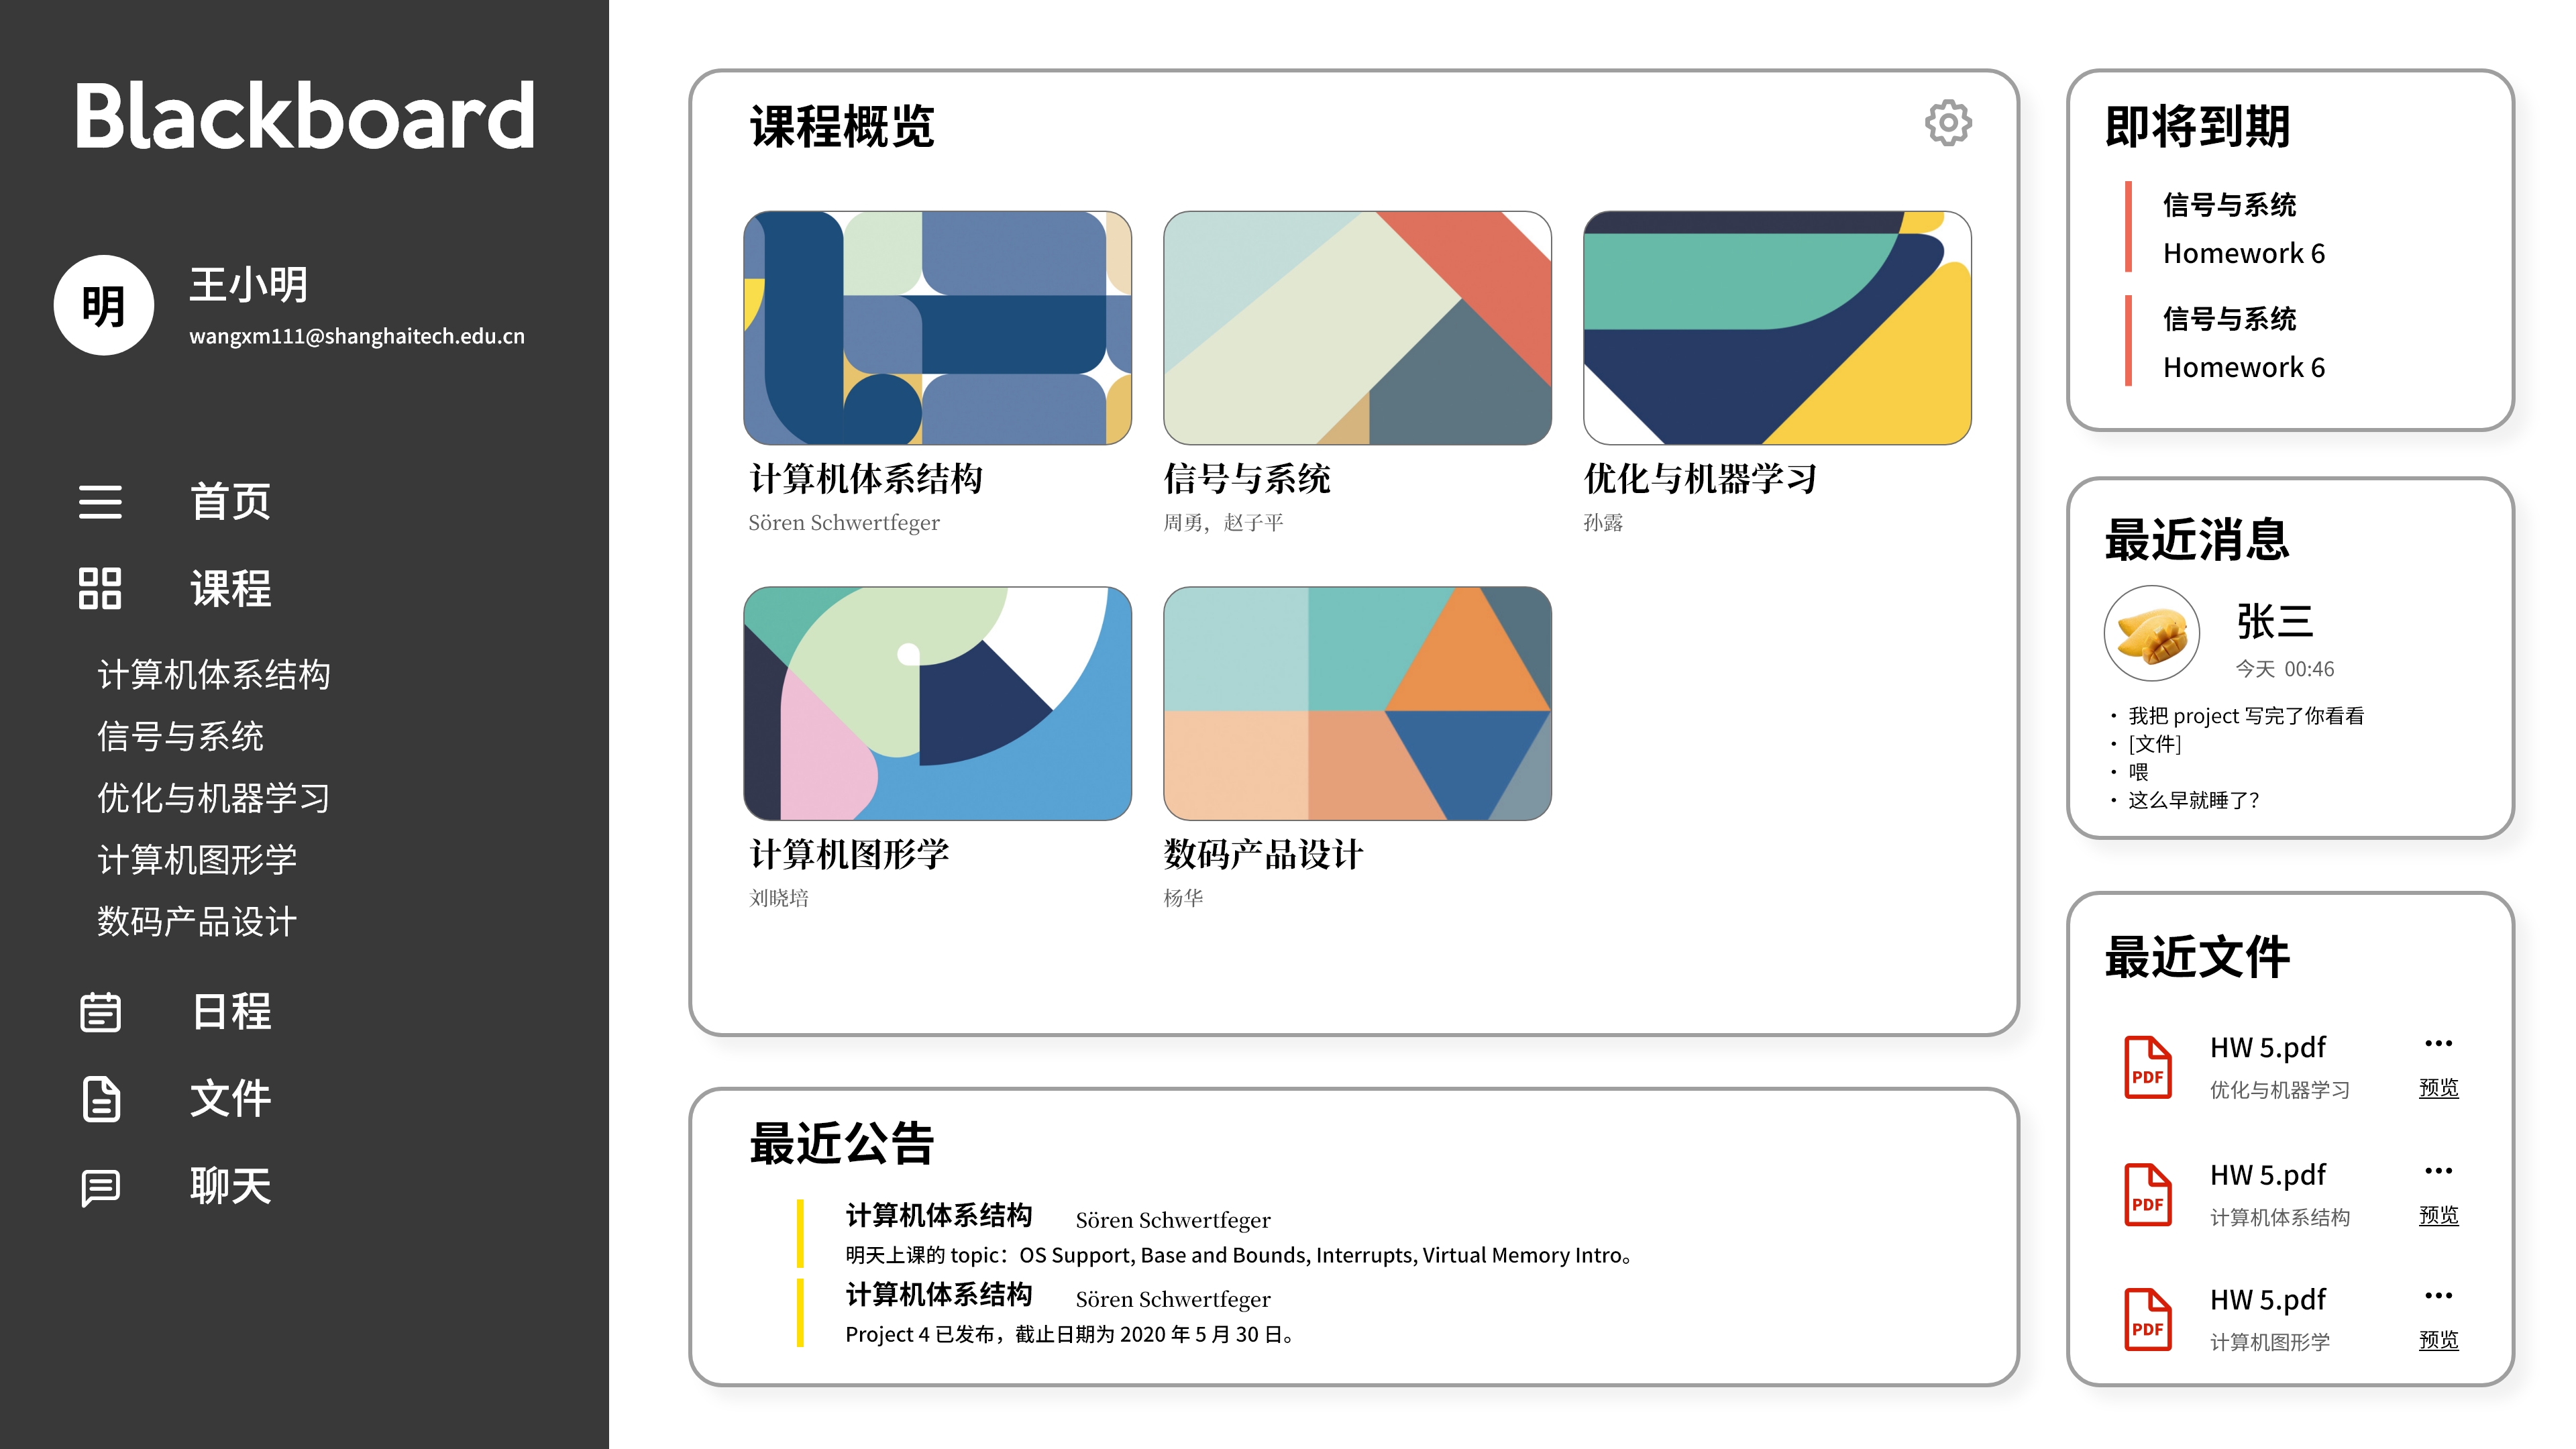 Blackboard
明
王小明
wangxm111@shanghaitech.edu.cn
首页
课程
计算机体系结构
信号与系统
优化与机器学习
计算机图形学
数码产品设计
日程
文件
聊天
课程概览
计算机体系结构
Sören Schwertfeger
信号与系统
周勇，赵子平
优化与机器学习
孙露
计算机图形学
刘晓培
数码产品设计
杨华
最近公告
计算机体系结构 Sören Schwertfeger
明天上课的 topic：OS Support, Base and Bounds, Interrupts, Virtual Memory Intro。
计算机体系结构 Sören Schwertfeger
Project 4 已发布，截止日期为 2020 年 5 月 30 日。
即将到期
信号与系统
Homework 6
信号与系统
Homework 6
最近消息
张三
今天 00:46
· 我把 project 写完了你看看
· [文件]
· 喂
· 这么早就睡了？
最近文件
PDF
HW 5.pdf
优化与机器学习
预览
PDF
HW 5.pdf
计算机体系结构
预览
PDF
HW 5.pdf
计算机图形学
预览